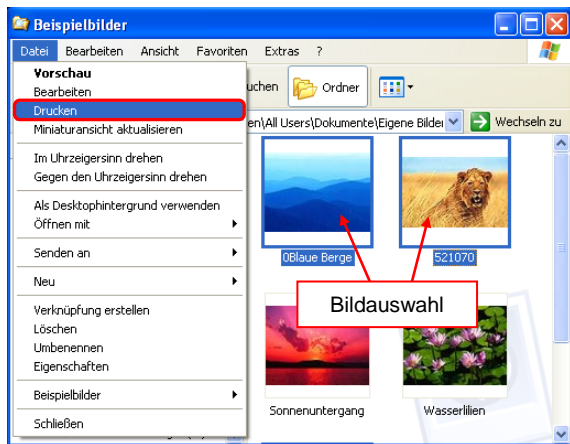 Beispielbilder
Datei Bearbeiten Ansicht Favoriten Extras ?
uchen Ordner
en\All Users\Dokumente\Eigene Bilder Wechseln zu
Vorschau
Bearbeiten
Drucken
Miniaturansicht aktualisieren
Im Uhrzeigersinn drehen
Gegen den Uhrzeigersinn drehen
Als Desktophintergrund verwenden
Öffnen mit
Senden an
Neu
Verknüpfung erstellen
Löschen
Umbenennen
Eigenschaften
Beispielbilder
Schließen
0Blaue Berge 521070
Bildauswahl
Sonnenuntergang Wasserlilien